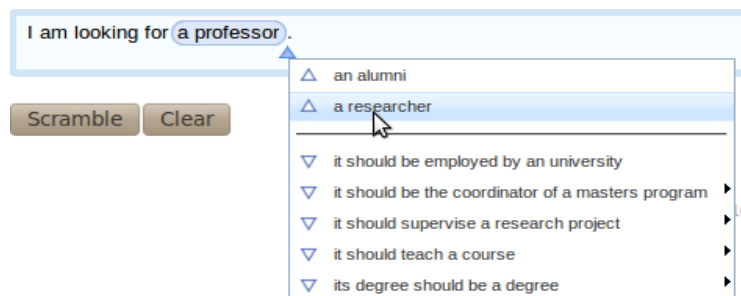 I am looking for a professor.
an alumni
a researcher
Scramble Clear
it should be employed by an university
it should be the coordinator of a masters program
it should supervise a research project
it should teach a course
its degree should be a degree